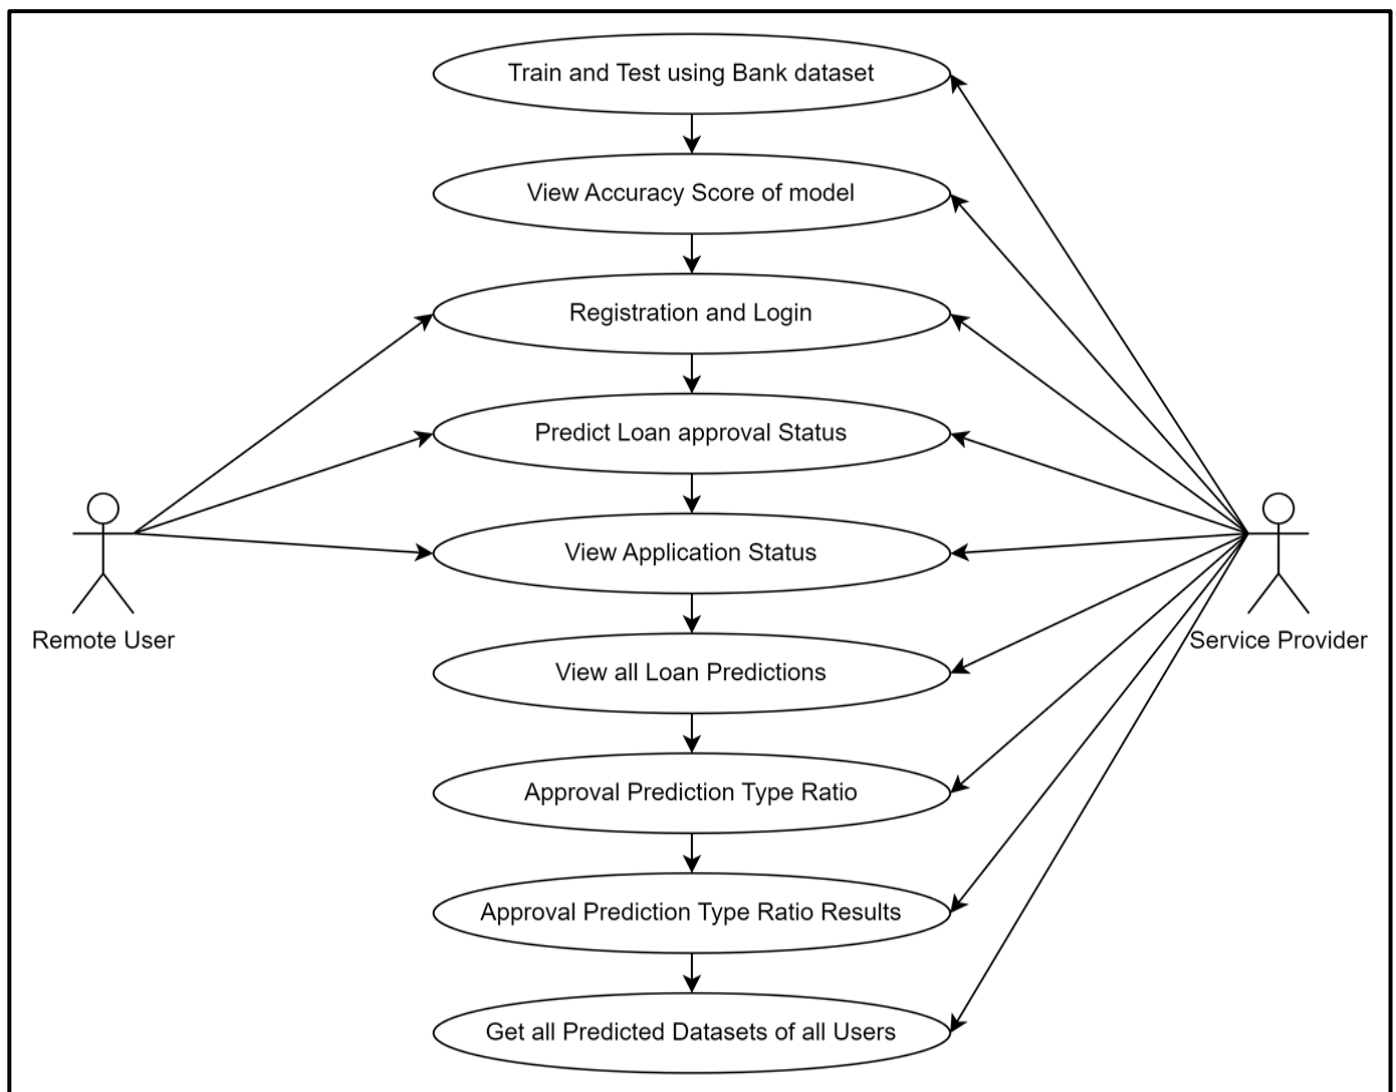 Train and Test using Bank dataset
View Accuracy Score of model
Registration and Login
Predict Loan approval Status
View Application Status
Remote User
Service Provider
View all Loan Predictions
Approval Prediction Type Ratio
Approval Prediction Type Ratio Results
Get all Predicted Datasets of all Users